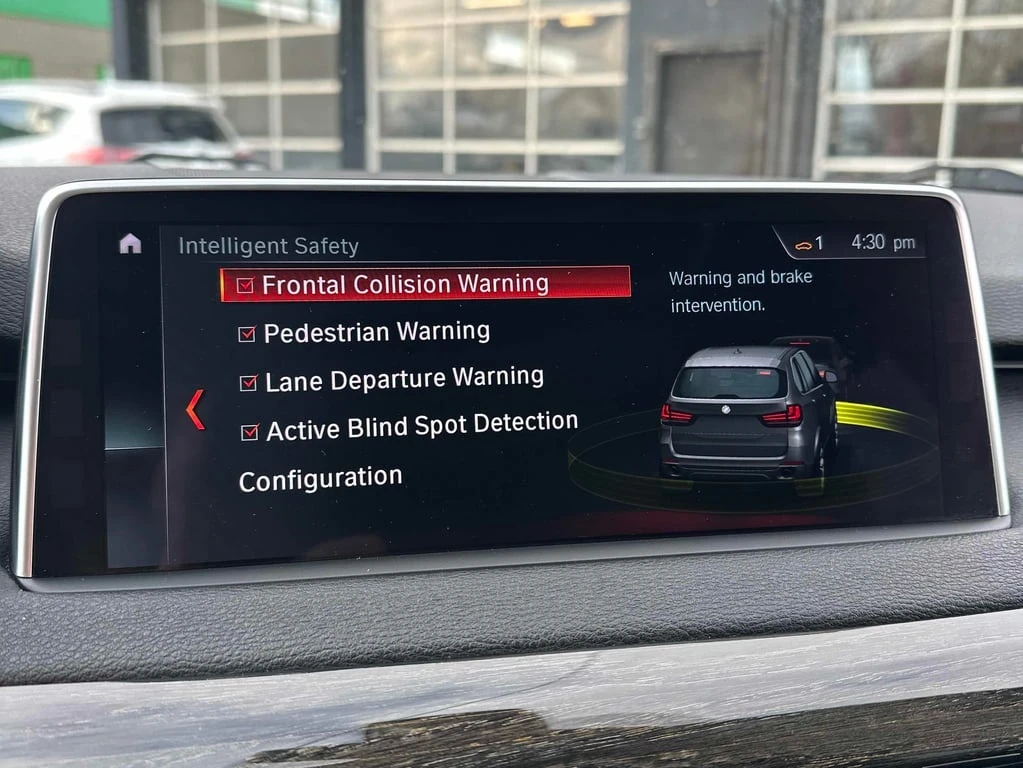 Intelligent Safety
1 4:30 pm
Frontal Collision Warning
Pedestrian Warning
Lane Departure Warning
Active Blind Spot Detection
Configuration
Warning and brake
intervention.